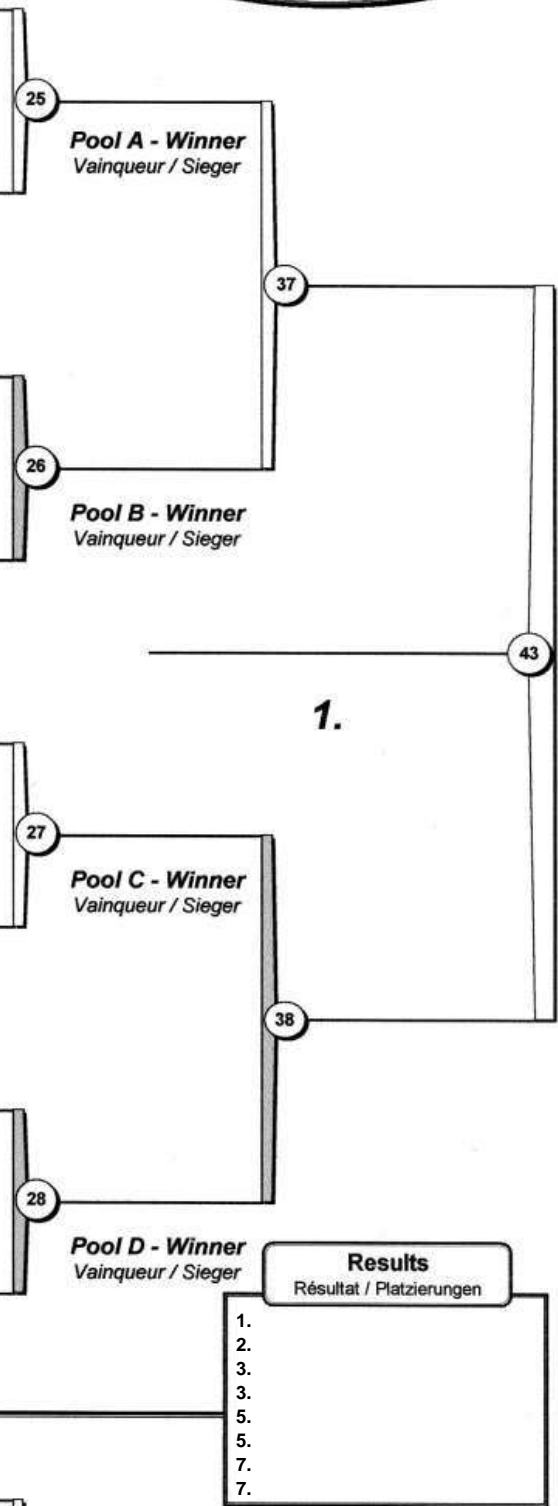 25
Pool A - Winner
Vainqueur / Sieger
37
26
Pool B - Winner
Vainqueur / Sieger
43
1.
27
Pool C - Winner
Vainqueur / Sieger
38
28
Pool D - Winner
Vainqueur / Sieger
Results
Résultat / Platzierungen
1.
2.
3.
3.
5.
5.
7.
7.